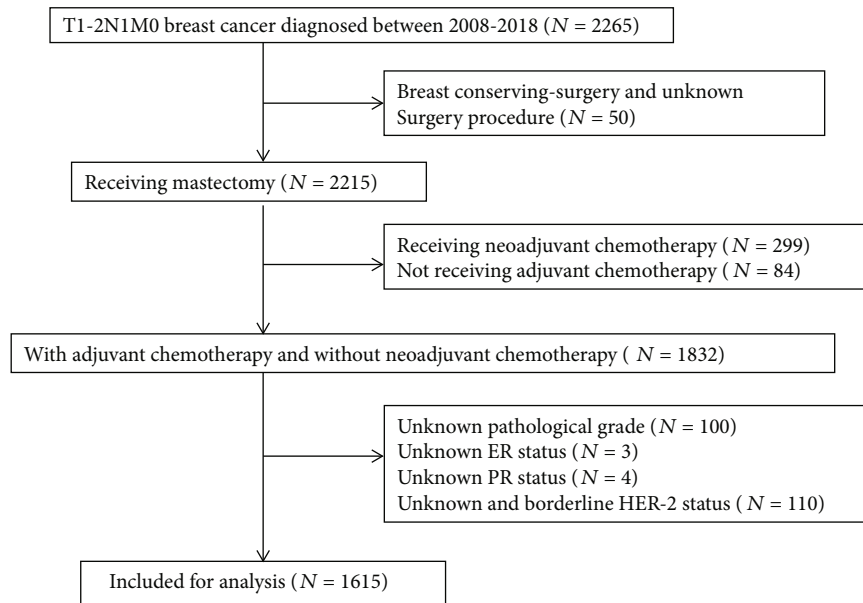 T1-2N1M0 breast cancer diagnosed between 2008-2018 (N = 2265)
Breast conserving-surgery and unknown
Surgery procedure (N = 50)
Receiving mastectomy (N = 2215)
Receiving neoadjuvant chemotherapy (N = 299)
Not receiving adjuvant chemotherapy (N = 84)
With adjuvant chemotherapy and without neoadjuvant chemotherapy ( N = 1832)
Unknown pathological grade (N = 100)
Unknown ER status (N = 3)
Unknown PR status (N = 4)
Unknown and borderline HER-2 status (N = 110)
Included for analysis (N = 1615)